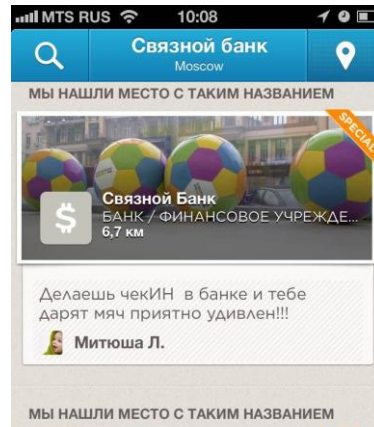 MTS RUS 10:08
Связной банк
Moscow
МЫ НАШЛИ МЕСТО С ТАКИМ НАЗВАНИЕМ
SPECIAL
Связной Банк
БАНК / ФИНАНСОВОЕ УЧРЕЖДЕ...
6,7 км
Делаешь чекИН в банке и тебе
дарят мяч приятно удивлен!!!
Митюша Л.
МЫ НАШЛИ МЕСТО С ТАКИМ НАЗВАНИЕМ